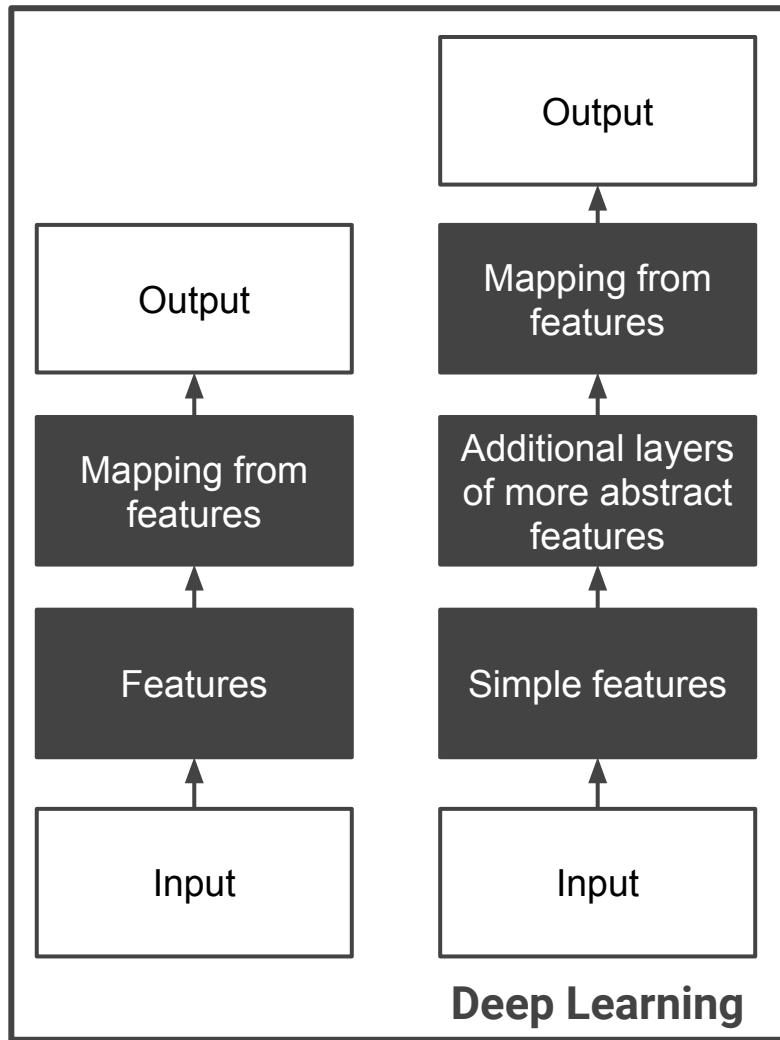 Output
Mapping from
features
Features
Input
Output
Mapping from
features
Additional layers
of more abstract
features
Simple features
Input
Deep Learning